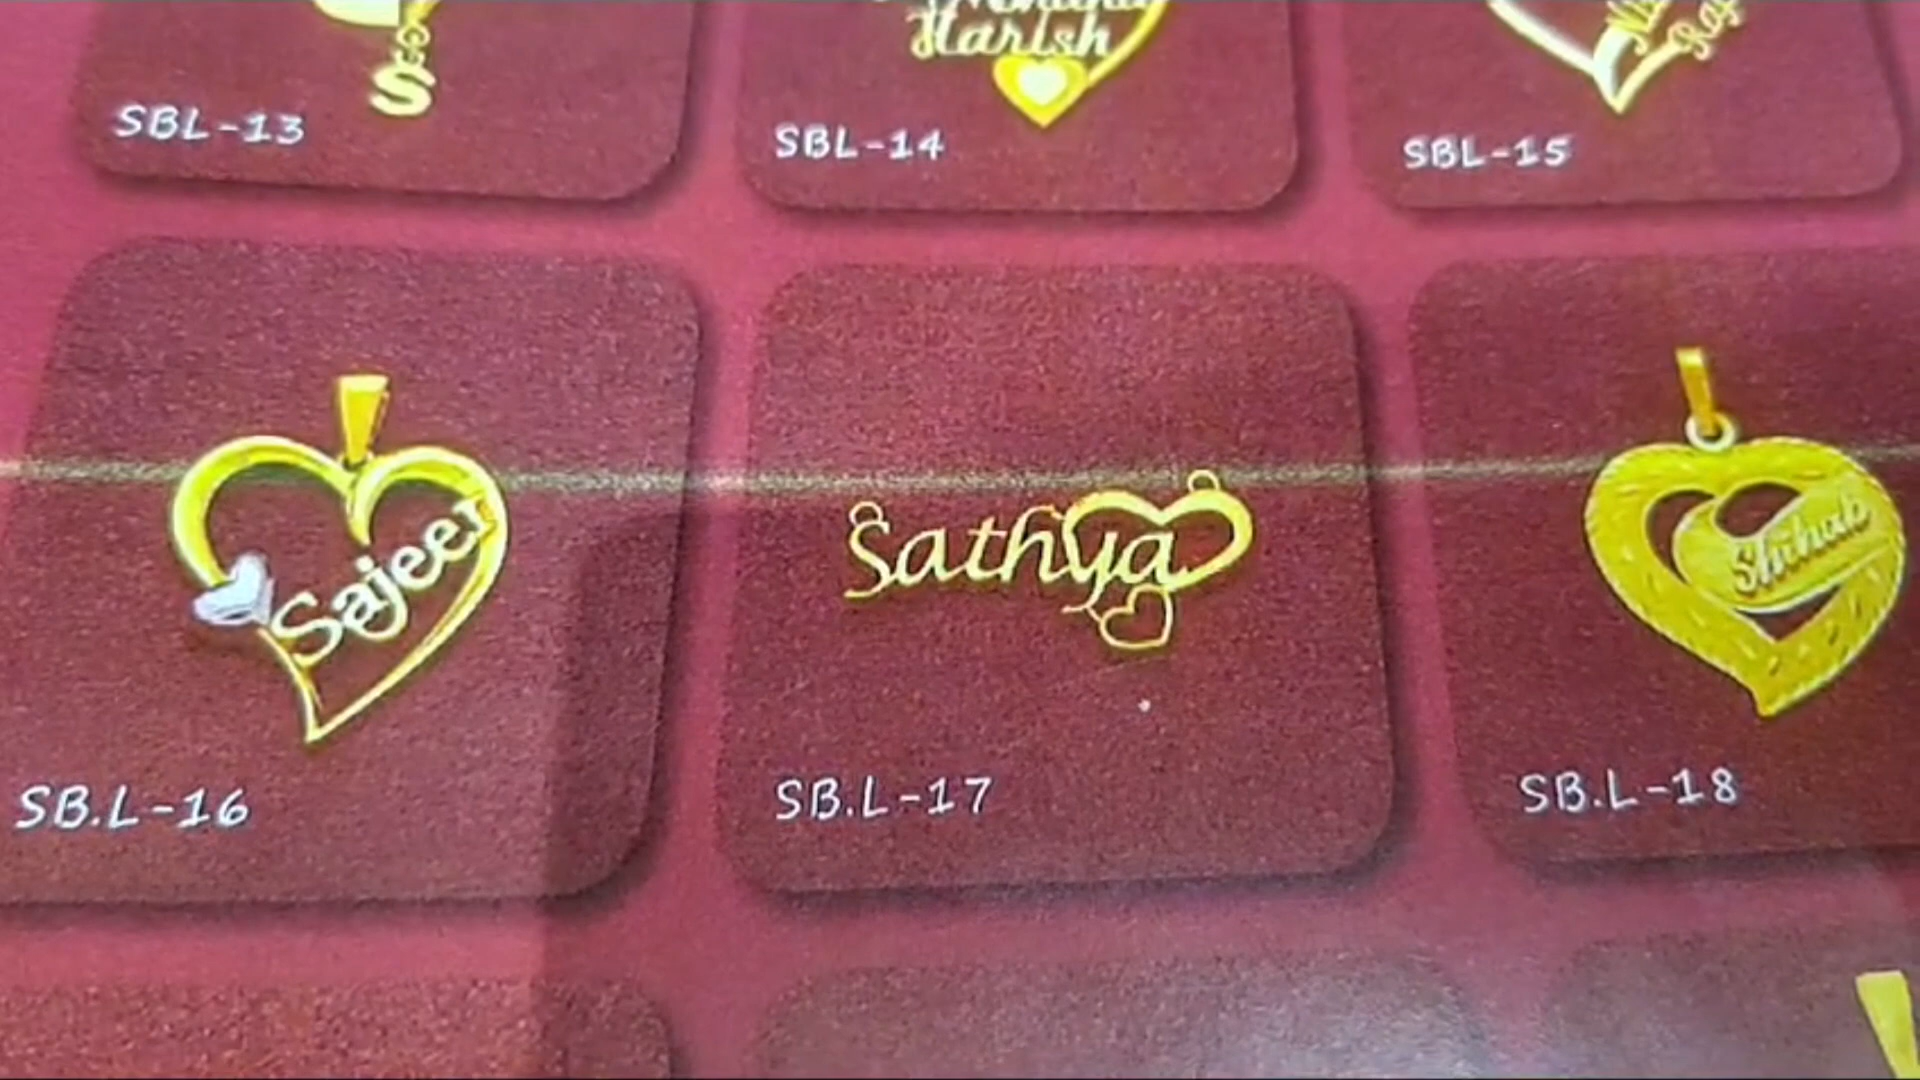 S
SBL-13
Harish
SBL-14
SBL-15
Sajeer
SB.L-16
Sathya
SB.L-17
Shihab
SB.L-18